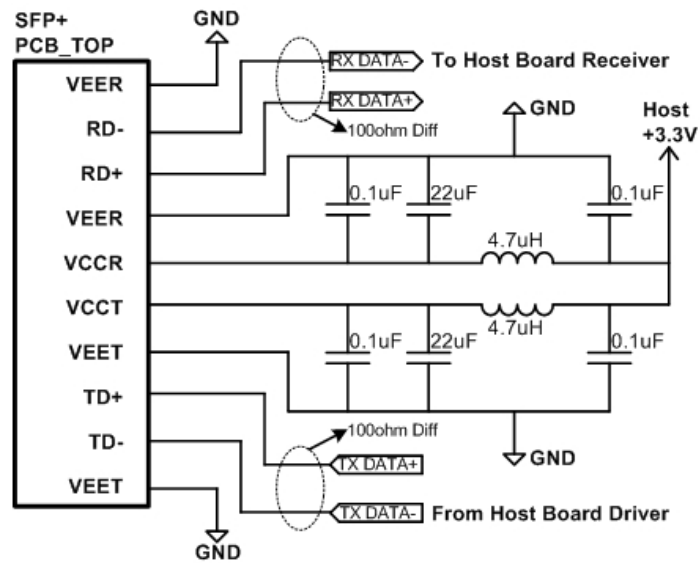 SFP+
PCB_TOP
GND
VEER
RD-
RD+
VEER
VCCR
VCCT
VEET
TD+
TD-
VEET
GND
RX DATA- To Host Board Receiver
RX DATA+
100ohm Diff
GND
Host
+3.3V
0.1uF 22uF 0.1uF
4.7uH
4.7uH
0.1uF 22uF 0.1uF
100ohm Diff
GND
TX DATA+
TX DATA- From Host Board Driver